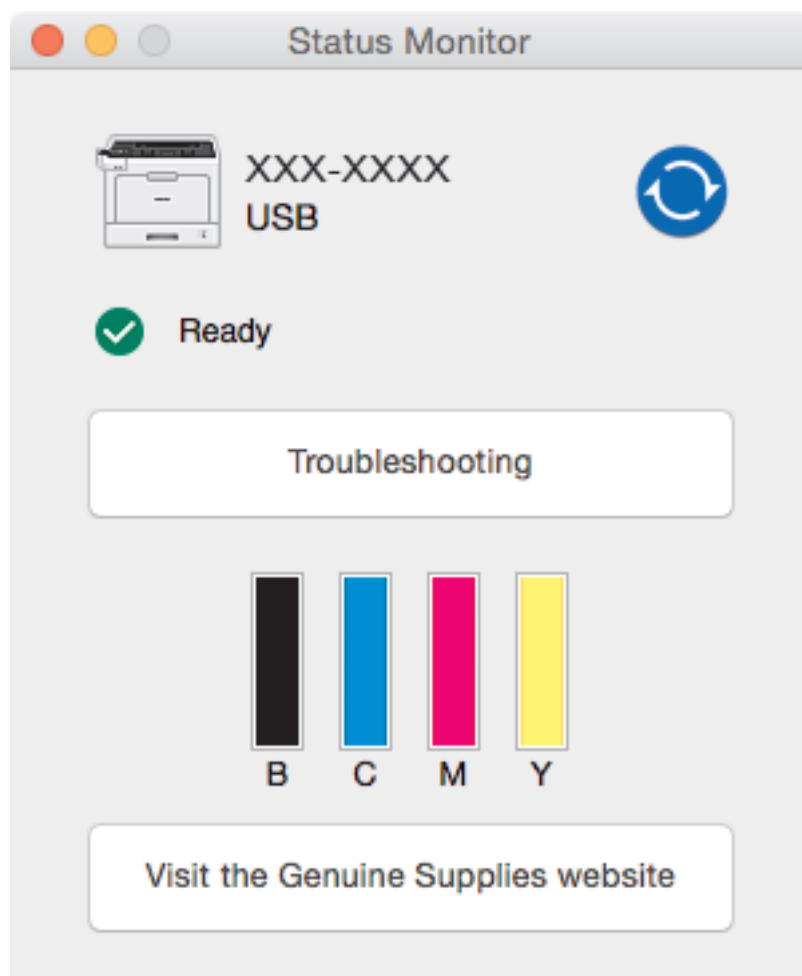 Status Monitor
XXX-XXXX
USB
Ready
Troubleshooting
B C M Y
Visit the Genuine Supplies website